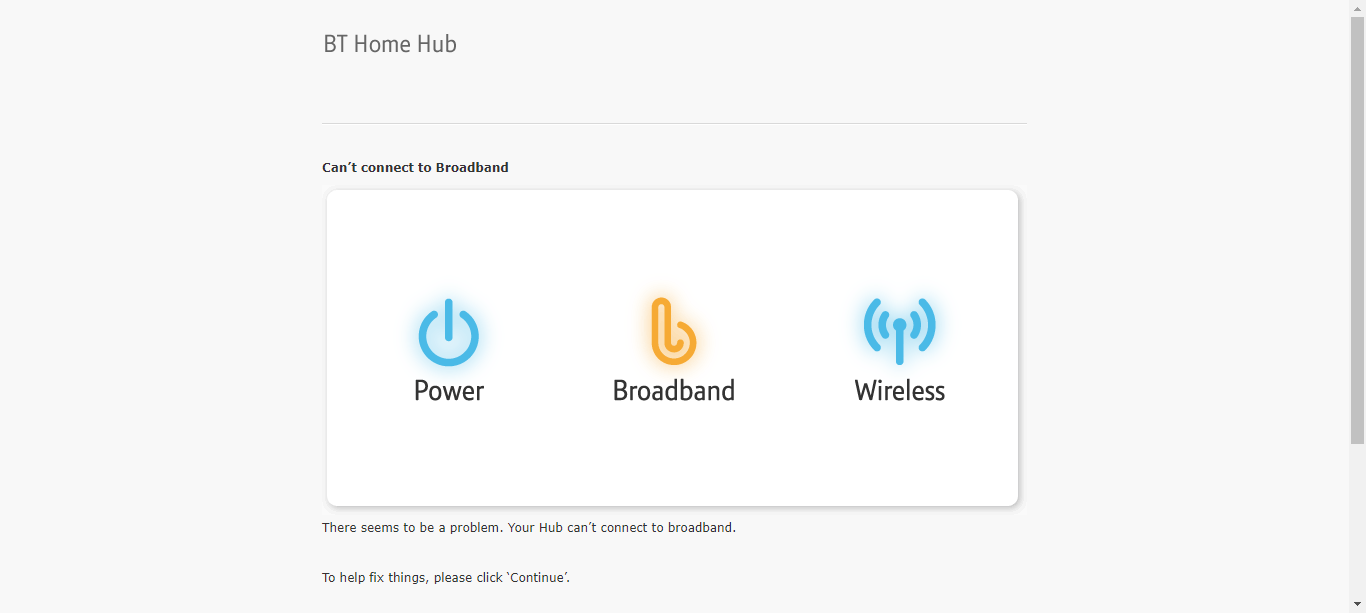 BT Home Hub
Can’t connect to Broadband
Power
Broadband
Wireless
There seems to be a problem. Your Hub can’t connect to broadband.
To help fix things, please click ‘Continue’.